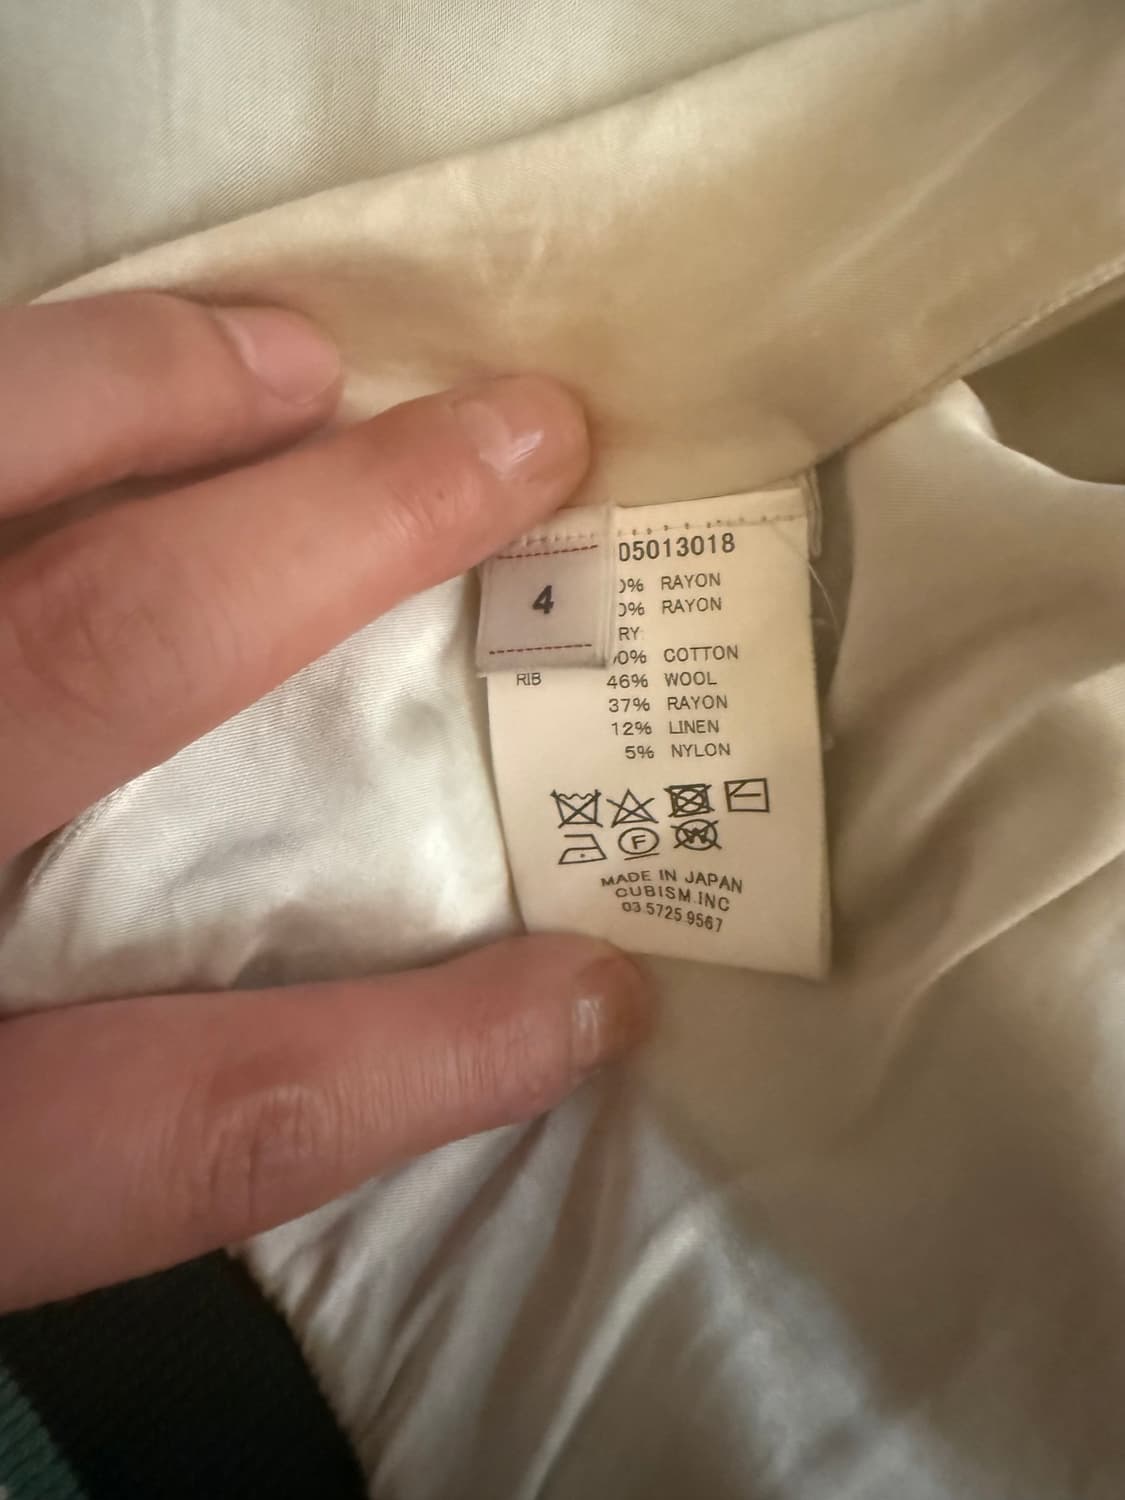 05013018
4
0% RAYON
0% RAYON
RY
00% COTTON
RIB 46% WOOL
37% RAYON
12% LINEN
5% NYLON
F
W
MADE IN JAPAN
CUBISM.INC
03.5725.9567